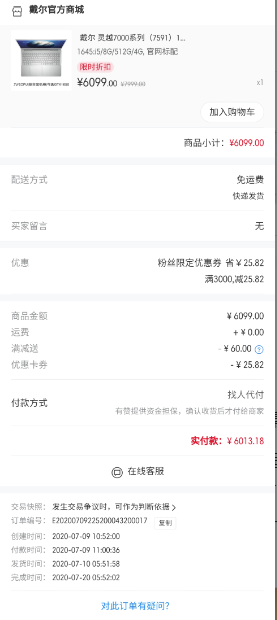 戴尔官方商城
戴尔 灵越7000系列（7591）1...
1645:i5/8G/512G/4G, 官网标配
限时折扣
¥6099.00 ¥7999.00
x1
加入购物车
商品小计：¥6099.00
配送方式 免运费
快递发货
买家留言 无
优惠 粉丝限定优惠券 省¥25.82
满3000,减25.82
商品金额 ¥6099.00
运费 +¥0.00
满减送 -¥60.00
优惠卡券 -¥25.82
付款方式 找人代付
有赞提供资金担保，确认收货后才付给商家
实付款：¥6013.18
在线客服
交易快照：发生交易争议时，可作为判断依据
订单编号：E20200709225200043200017 复制
创建时间：2020-07-09 10:52:00
付款时间：2020-07-09 11:00:36
发货时间：2020-07-10 05:51:58
完成时间：2020-07-20 05:52:02
对此订单有疑问?